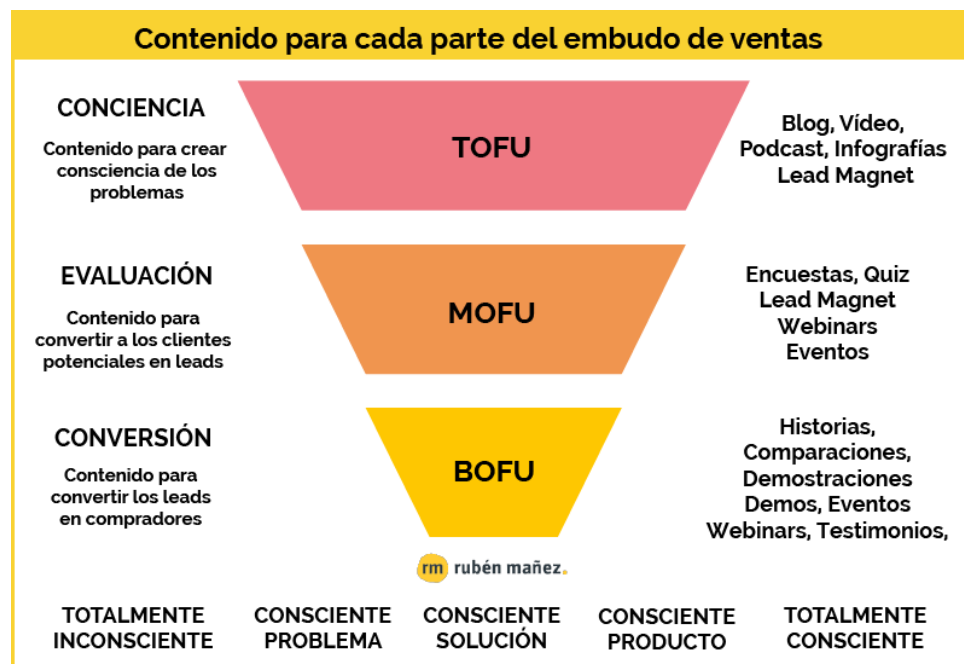 Contenido para cada parte del embudo de ventas
CONCIENCIA
Contenido para crear
consciencia de los
problemas
TOFU
Blog, Vídeo,
Podcast, Infografías
Lead Magnet
EVALUACIÓN
Contenido para
convertir a los clientes
potenciales en leads
MOFU
Encuestas, Quiz
Lead Magnet
Webinars
Eventos
CONVERSIÓN
Contenido para
convertir los leads
en compradores
BOFU
Historias,
Comparaciones,
Demostraciones
Demos, Eventos
Webinars, Testimonios,
rm rubén mañez.
TOTALMENTE
INCONSCIENTE
CONSCIENTE
PROBLEMA
CONSCIENTE
SOLUCIÓN
CONSCIENTE
PRODUCTO
TOTALMENTE
CONSCIENTE